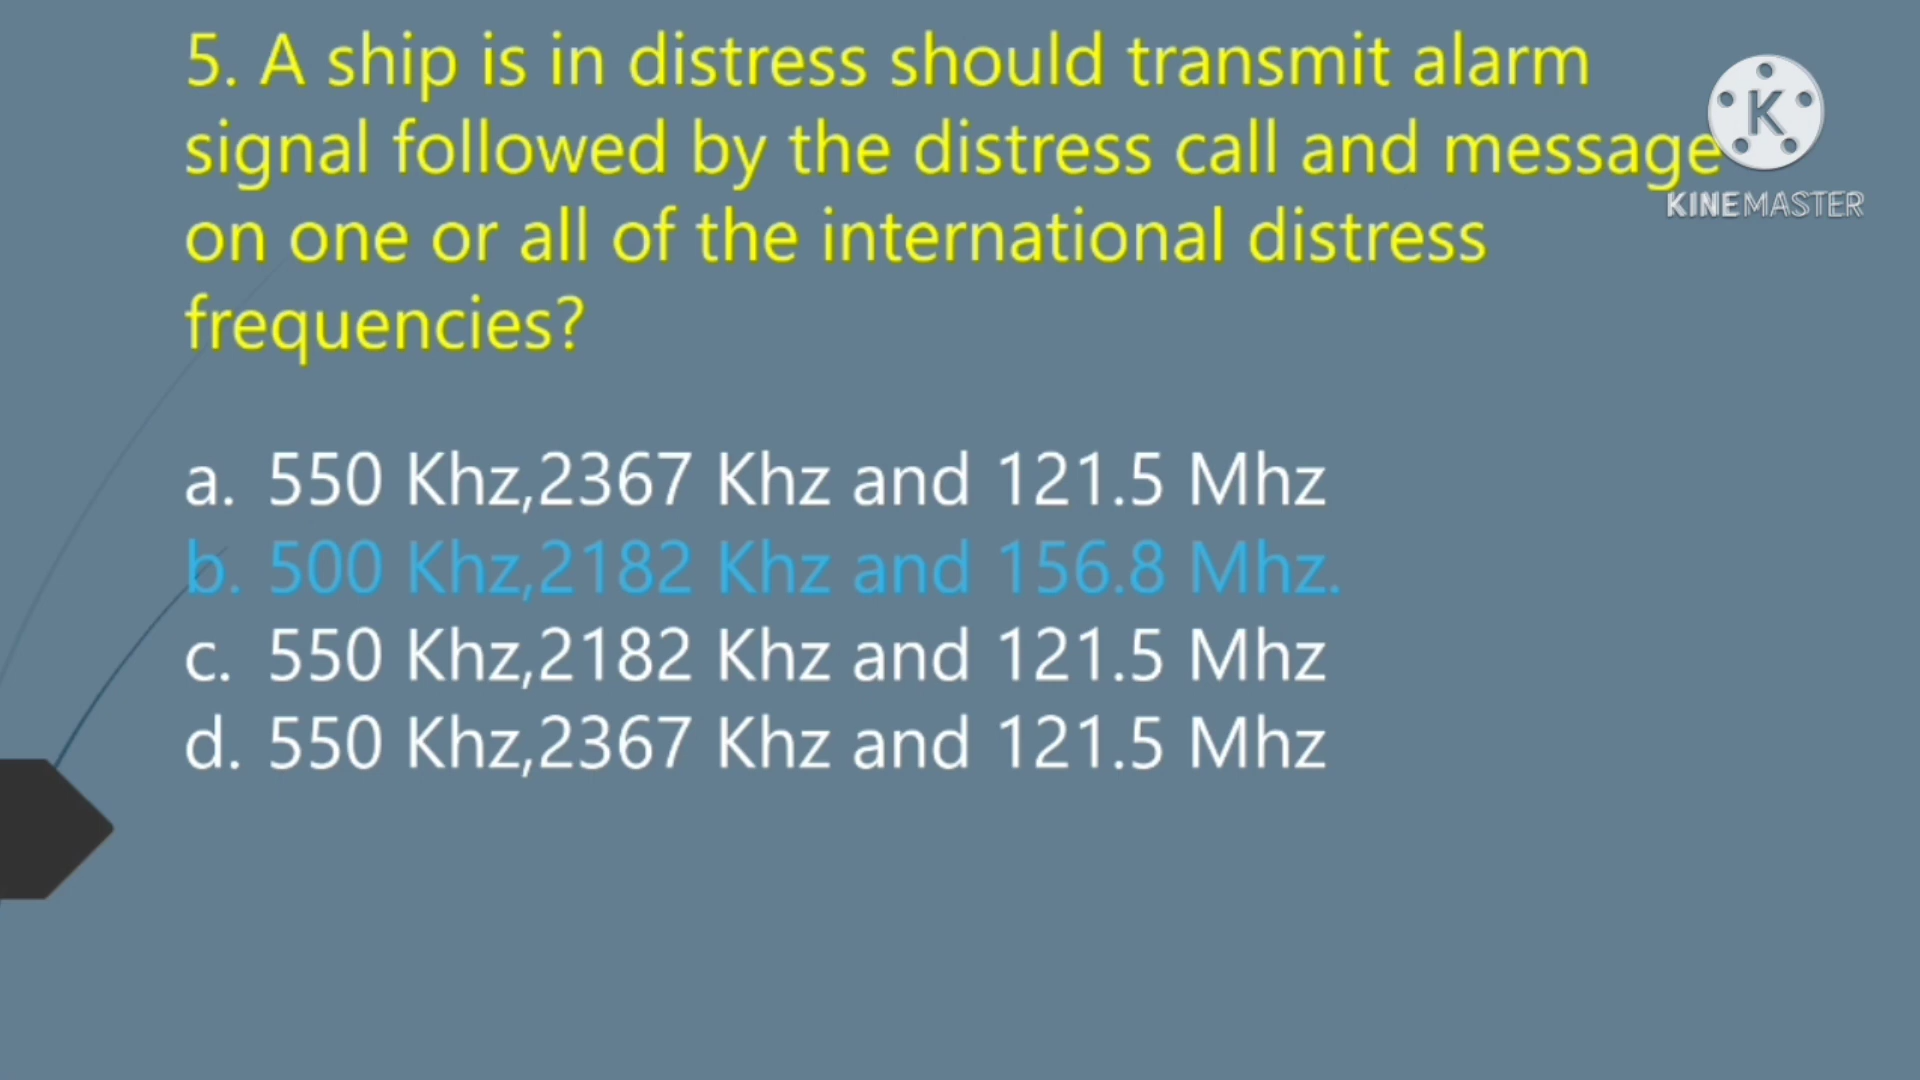 5. A ship is in distress should transmit alarm
signal followed by the distress call and message
on one or all of the international distress
frequencies?
K
KINEMASTER
a. 550 Khz,2367 Khz and 121.5 Mhz
b. 500 Khz,2182 Khz and 156.8 Mhz.
c. 550 Khz,2182 Khz and 121.5 Mhz
d. 550 Khz,2367 Khz and 121.5 Mhz